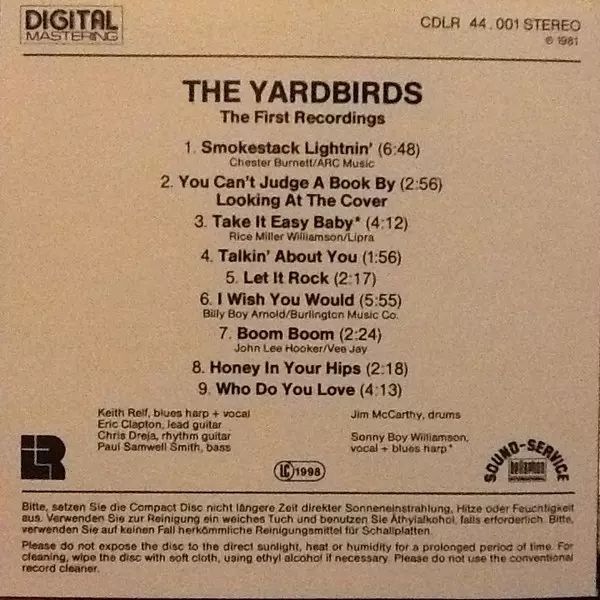 DIGITAL
MASTERING
CDLR 44.001 STEREO
℗ 1981
THE YARDBIRDS
The First Recordings
1. Smokestack Lightnin' (6:48)
Chester Burnett/ARC Music
2. You Can't Judge A Book By (2:56)
Looking At The Cover
3. Take It Easy Baby* (4:12)
Rice Miller Williamson/Lipra
4. Talkin' About You (1:56)
5. Let It Rock (2:17)
6. I Wish You Would (5:55)
Billy Boy Arnold/Burlington Music Co.
7. Boom Boom (2:24)
John Lee Hooker/Vee Jay
8. Honey In Your Hips (2:18)
9. Who Do You Love (4:13)
Keith Relf, blues harp + vocal
Eric Clapton, lead guitar
Chris Dreja, rhythm guitar
Paul Samwell Smith, bass
Jim McCarthy, drums
Sonny Boy Williamson,
vocal + blues harp*
LR
LC 1998
SOUND-SERVICE
bellaphon
Bitte, setzen Sie die Compact Disc nicht längere Zeit direkter Sonneneinstrahlung, Hitze oder Feuchtigkeit
aus. Verwenden Sie zur Reinigung ein weiches Tuch und benutzen Sie Äthylalkohol, falls erforderlich. Bitte,
verwenden Sie auf keinen Fall herkömmliche Reinigungsmittel für Schallplatten.
Please do not expose the disc to the direct sunlight, heat or humidity for a prolonged period of time. For
cleaning, wipe the disc with soft cloth, using ethyl alcohol if necessary. Please do not use the conventional
record cleaner.